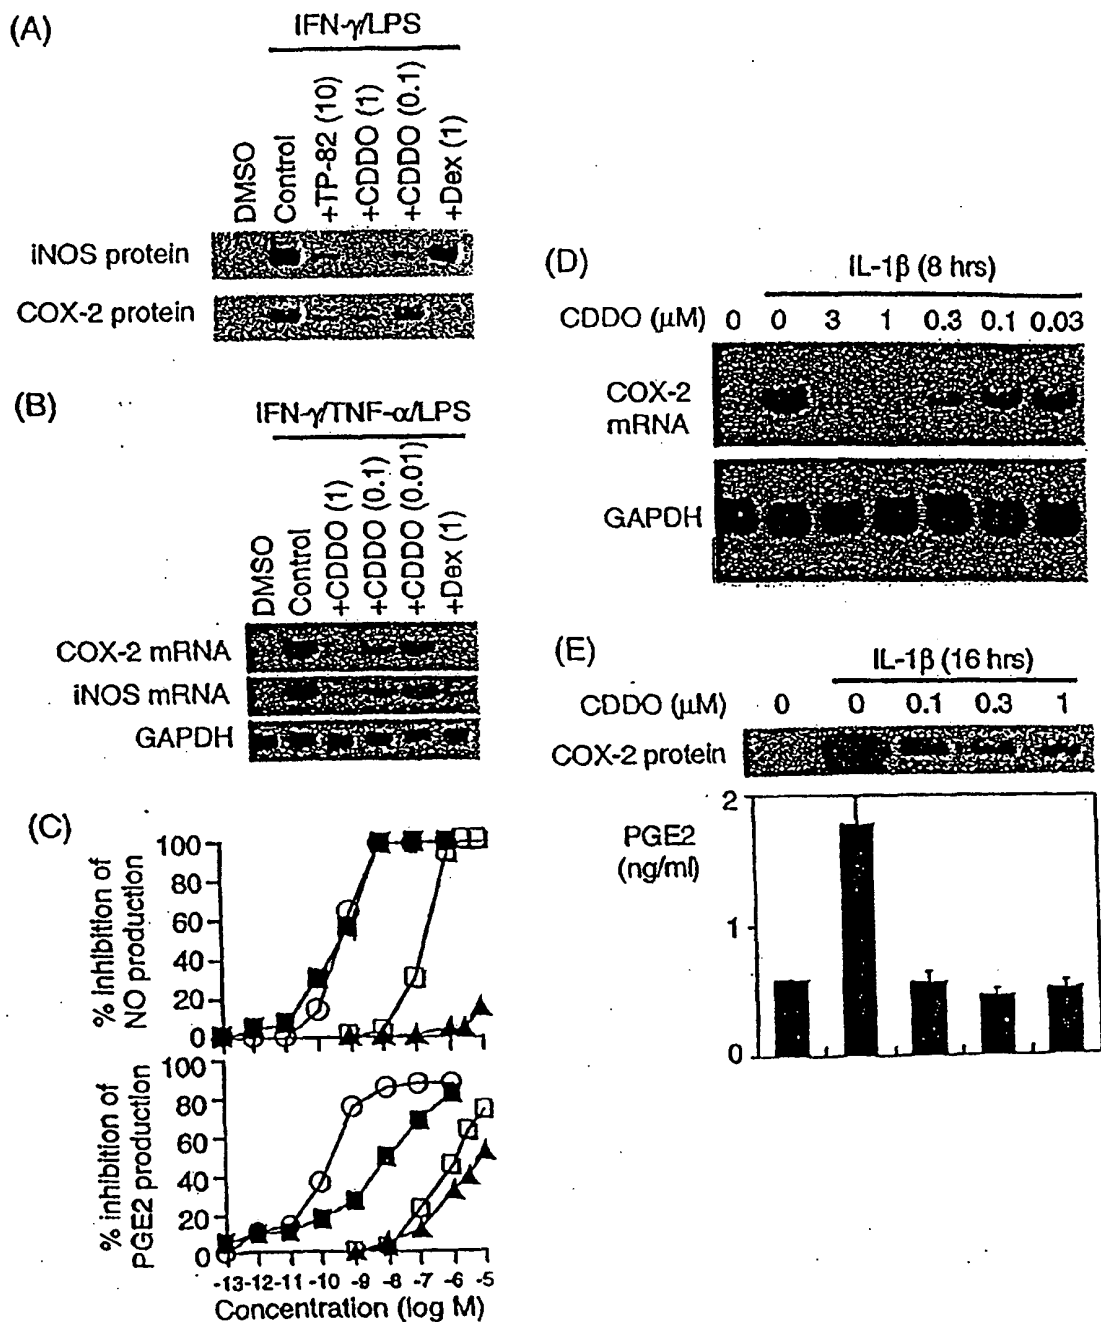 (A)
IFN-γ/LPS
DMSO
Control
+TP-82 (10)
+CDDO (1)
+CDDO (0.1)
+Dex (1)
iNOS protein
COX-2 protein
(B)
IFN-γ/TNF-α/LPS
DMSO
Control
+CDDO (1)
+CDDO (0.1)
+CDDO (0.01)
+Dex (1)
COX-2 mRNA
iNOS mRNA
GAPDH
(C)
% inhibition of
NO production
100
80
60
40
20
0
% inhibition of
PGE2 production
80
60
40
20
0
-13 -12 -11 -10 -9 -8 -7 -6 -5
Concentration (log M)
(D)
IL-1β (8 hrs)
CDDO (μM) 0 0 3 1 0.3 0.1 0.03
COX-2
mRNA
GAPDH
(E)
IL-1β (16 hrs)
CDDO (μM) 0 0 0.1 0.3 1
COX-2 protein
PGE2
(ng/ml)
2
1
0